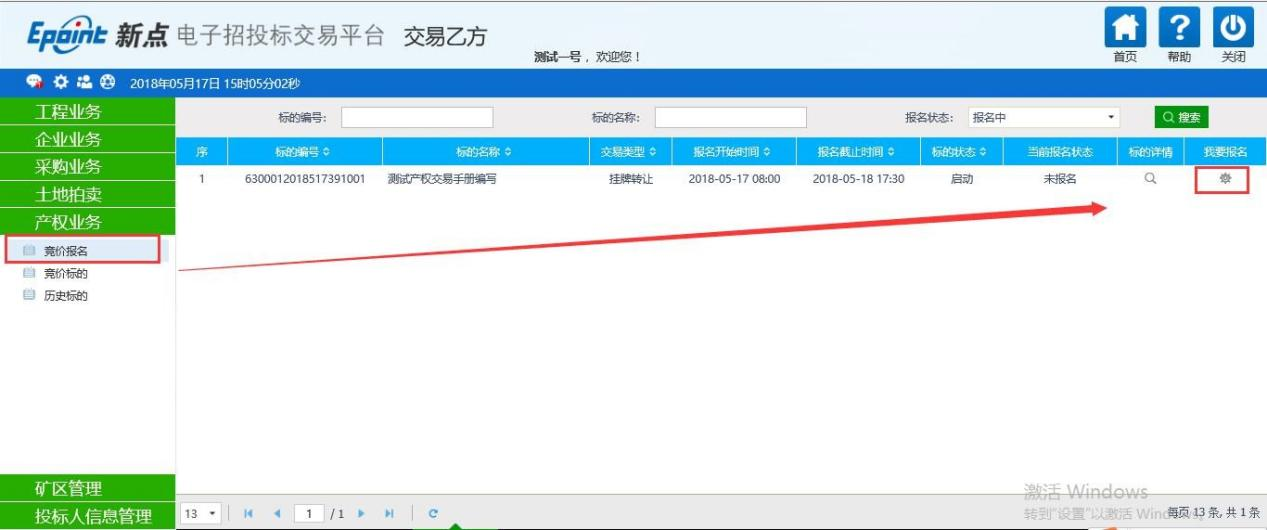 Epoint 新点 电子招投标交易平台 交易乙方
测试一号，欢迎您！
首页 帮助 关闭
2018年05月17日 15时05分02秒
工程业务
企业业务
采购业务
土地拍卖
产权业务
竞价报名
竞价标的
历史标的
矿区管理
投标人信息管理
标的编号: 标的名称: 报名状态: 报名中 搜索
序 标的编号 标的名称 交易类型 报名开始时间 报名截止时间 标的状态 当前报名状态 标的详情 我要报名
1 6300012018517391001 测试产权交易手册编写 挂牌转让 2018-05-17 08:00 2018-05-18 17:30 启动 未报名
激活 Windows
转到"设置"以激活 Windows。
13 1 / 1 每页 13 条, 共 1 条